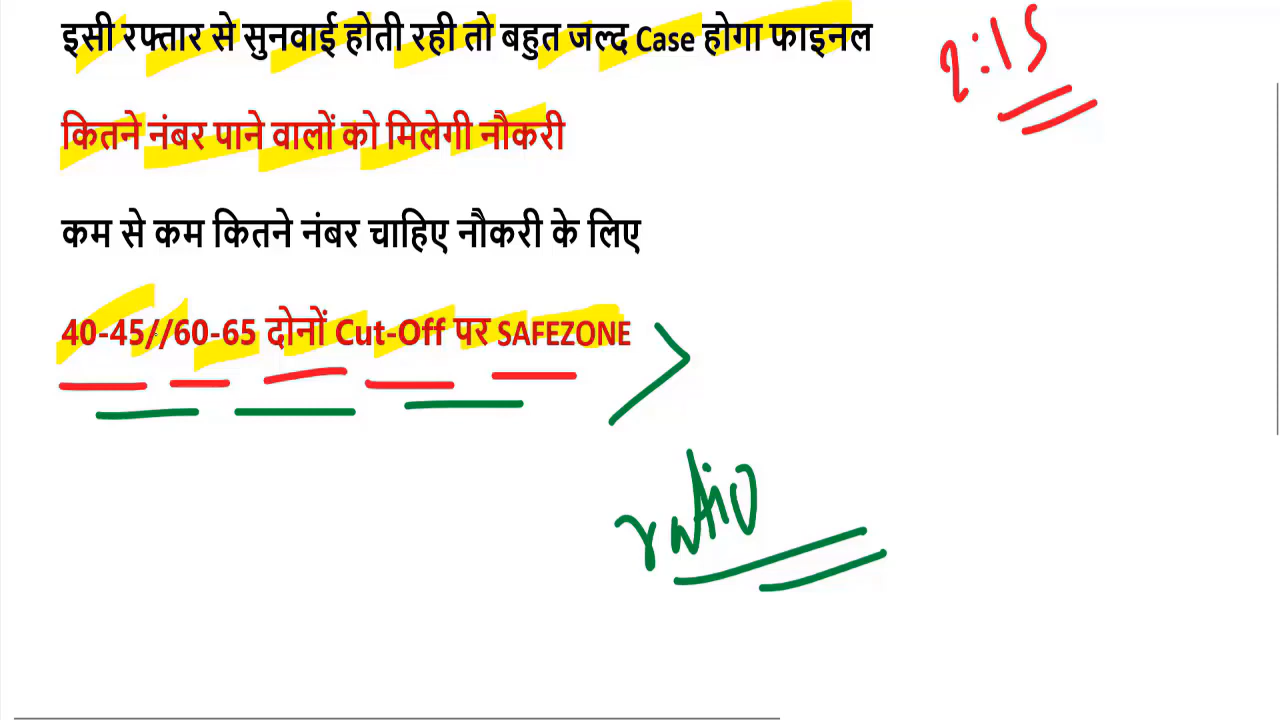 इसी रफ्तार से सुनवाई होती रही तो बहुत जल्द Case होगा फाइनल
2:15
कितने नंबर पाने वालों को मिलेगी नौकरी
कम से कम कितने नंबर चाहिए नौकरी के लिए
40-45//60-65 दोनों Cut-Off पर SAFEZONE
ratio